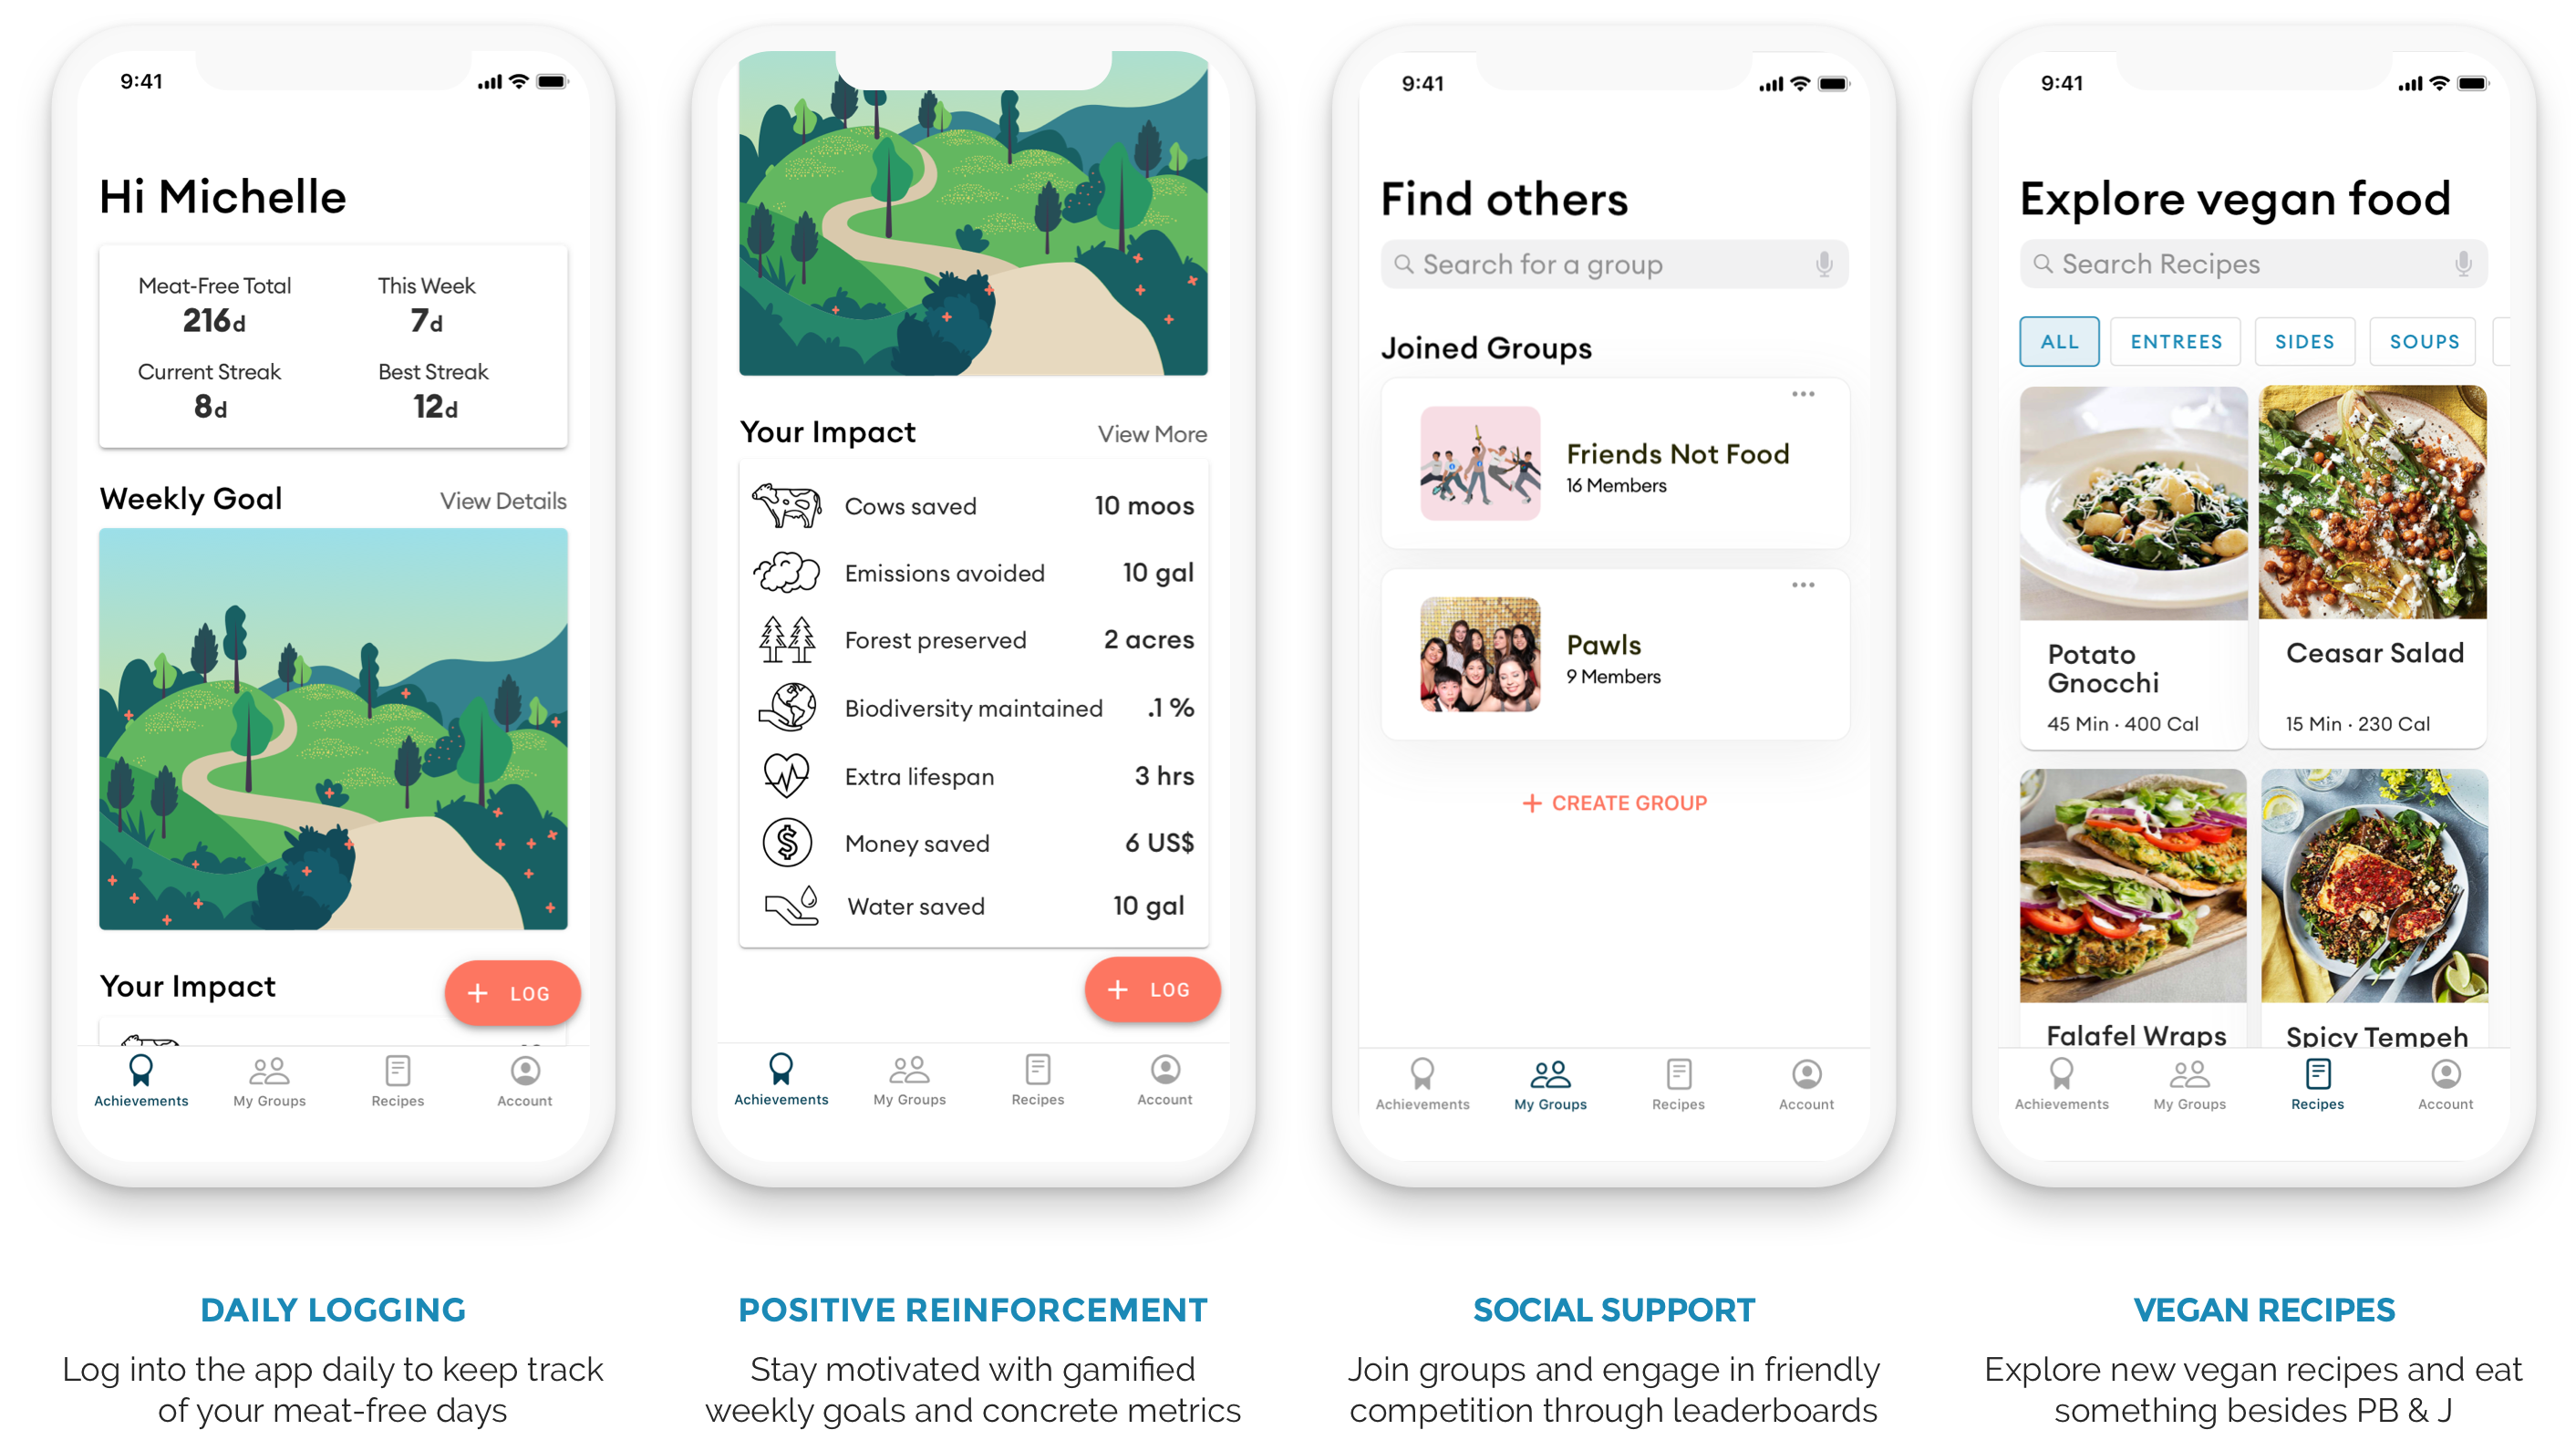 9:41
Hi Michelle
Meat-Free Total
216d
This Week
7d
Current Streak
8d
Best Streak
12d
Weekly Goal
View Details
Your Impact
+ LOG
Achievements
My Groups
Recipes
Account
DAILY LOGGING
Log into the app daily to keep track
of your meat-free days
Your Impact
View More
Cows saved 10 moos
Emissions avoided 10 gal
Forest preserved 2 acres
Biodiversity maintained .1 %
Extra lifespan 3 hrs
Money saved 6 US$
Water saved 10 gal
+ LOG
Achievements
My Groups
Recipes
Account
POSITIVE REINFORCEMENT
Stay motivated with gamified
weekly goals and concrete metrics
9:41
Find others
Search for a group
Joined Groups
Friends Not Food
16 Members
Pawls
9 Members
+ CREATE GROUP
Achievements
My Groups
Recipes
Account
SOCIAL SUPPORT
Join groups and engage in friendly
competition through leaderboards
9:41
Explore vegan food
Search Recipes
ALL
ENTREES
SIDES
SOUPS
Potato
Gnocchi
45 Min · 400 Cal
Ceasar Salad
15 Min · 230 Cal
Falafel Wraps
Spicy Tempeh
Achievements
My Groups
Recipes
Account
VEGAN RECIPES
Explore new vegan recipes and eat
something besides PB & J